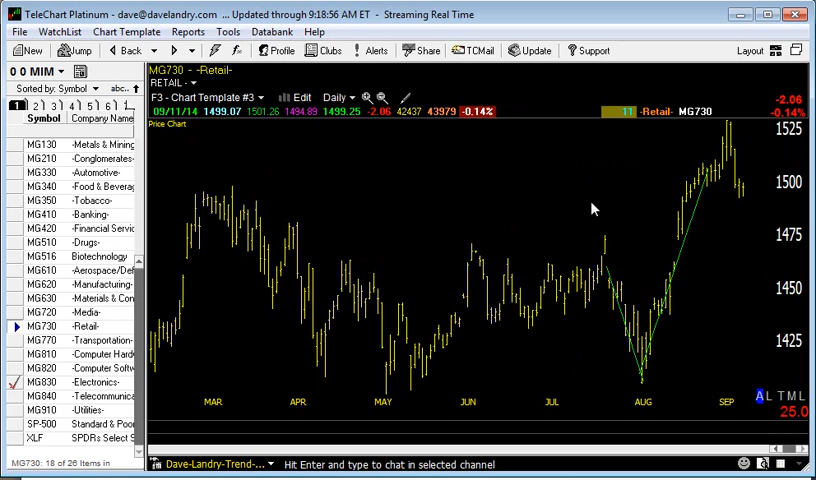 TeleChart Platinum - dave@davelandry.com ... Updated through 9:18:56 AM ET - Streaming Real Time
File WatchList Chart Template Reports Tools Databank Help
New Jump Back Profile Clubs Alerts Share TCMail Update Support Layout
0 0 MIM
Sorted by: Symbol abc..
1 2 3 4 5 6
Symbol Company Name
MG130 -Metals & Mining
MG210 -Conglomerates-
MG330 -Automotive-
MG340 -Food & Beverag
MG350 -Tobacco-
MG410 -Banking-
MG420 -Financial Servic
MG510 -Drugs-
MG516 Biotechnology
MG610 -Aerospace/Def
MG620 -Manufacturing-
MG630 -Materials & Con
MG720 -Media-
MG730 -Retail-
MG770 -Transportation-
MG810 -Computer Hard
MG820 -Computer Softw
MG830 -Electronics-
MG840 -Telecommunica
MG910 -Utilities-
SP-500 Standard & Poor
XLF SPDRs Select S
MG730: 18 of 26 Items in
MG730 - -Retail-
RETAIL -
F3 - Chart Template #3 Edit Daily
-2.06
09/11/14 1499.07 1501.26 1494.89 1499.25 -2.06 42437 43979 -0.14% 11 -Retail- MG730 -0.14%
Price Chart
1525
1500
1475
1450
1425
A L T M L
MAR APR MAY JUN JUL AUG SEP
25.0
Dave-Landry-Trend-... Hit Enter and type to chat in selected channel